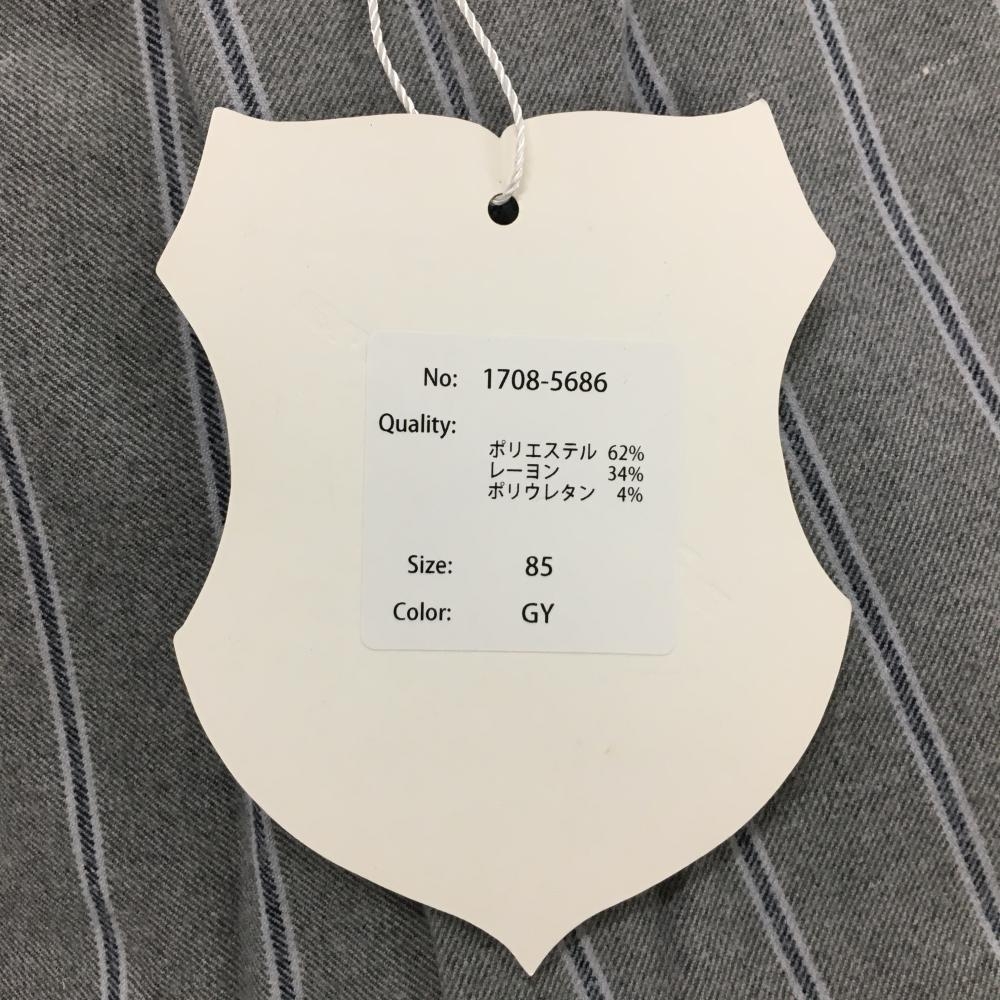 No: 1708-5686
Quality:
ポリエステル 62%
レーヨン 34%
ポリウレタン 4%
Size: 85
Color: GY